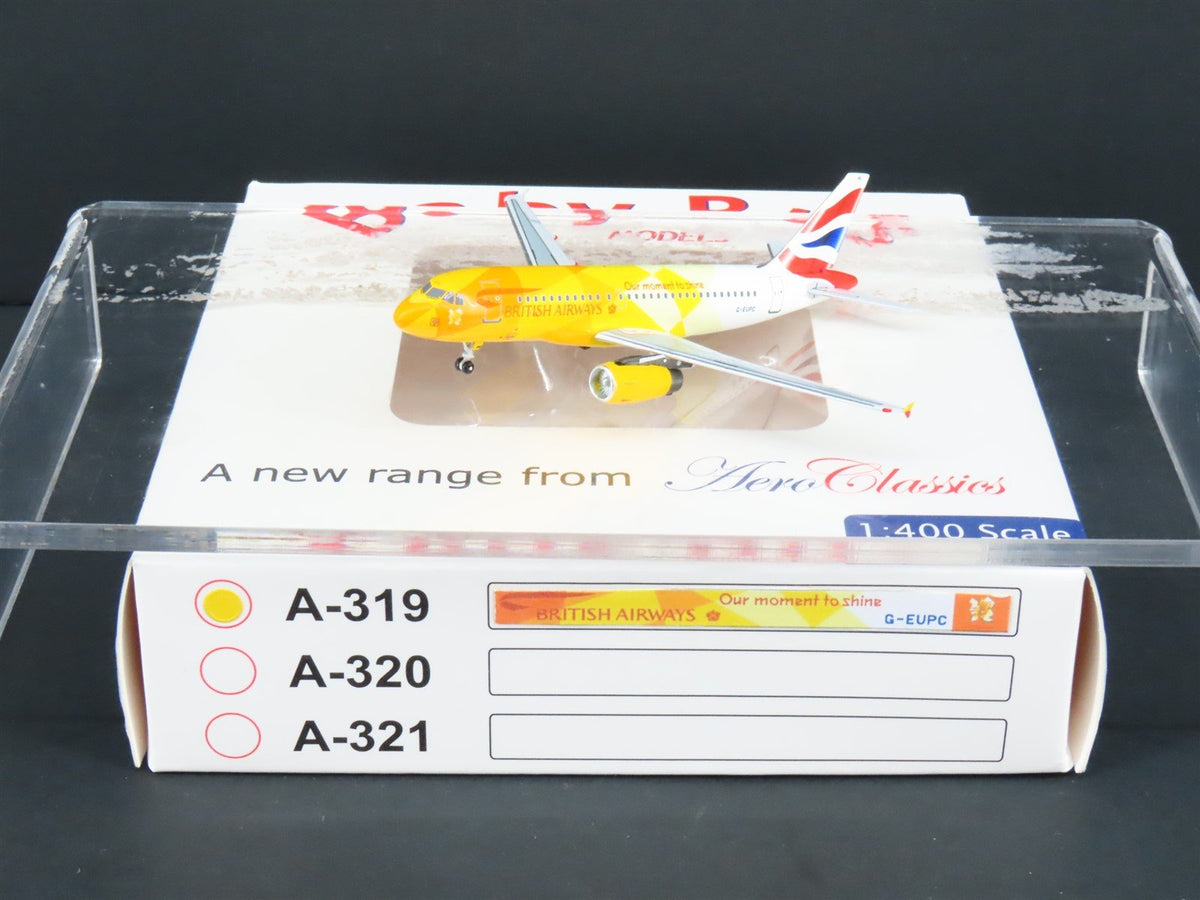 MODELS
Our moment to shine
BRITISH AIRWAYS
G-EUPC
A new range from AeroClassics
1:400 Scale
A-319
Our moment to shine
BRITISH AIRWAYS
G-EUPC
A-320
A-321